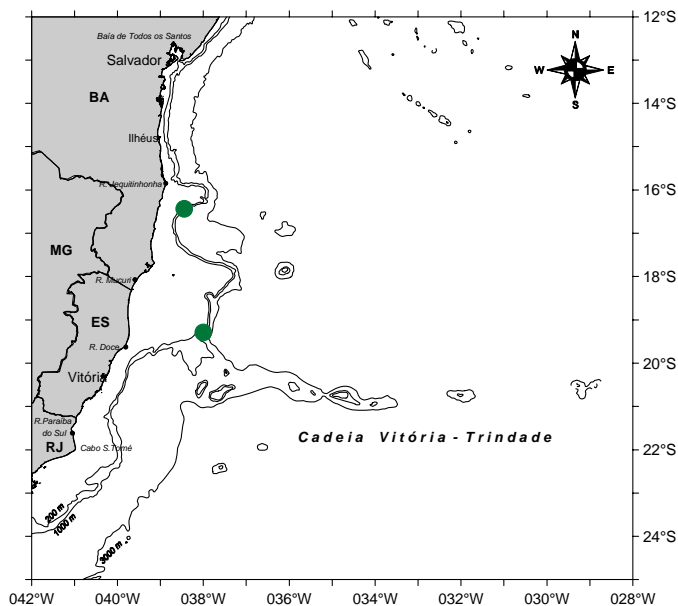 12°S
Baía de Todos os Santos
Salvador
N
W
E
S
BA
14°S
Ilhéus
R. Jequitinhonha
16°S
MG
R. Mucurí
18°S
ES
R. Doce
20°S
Vitória
R.Paraíba
do Sul
RJ
Cabo S.Tomé
Cadeia Vitória - Trindade
22°S
200 m
1000 m
3000 m
24°S
042°W 040°W 038°W 036°W 034°W 032°W 030°W 028°W